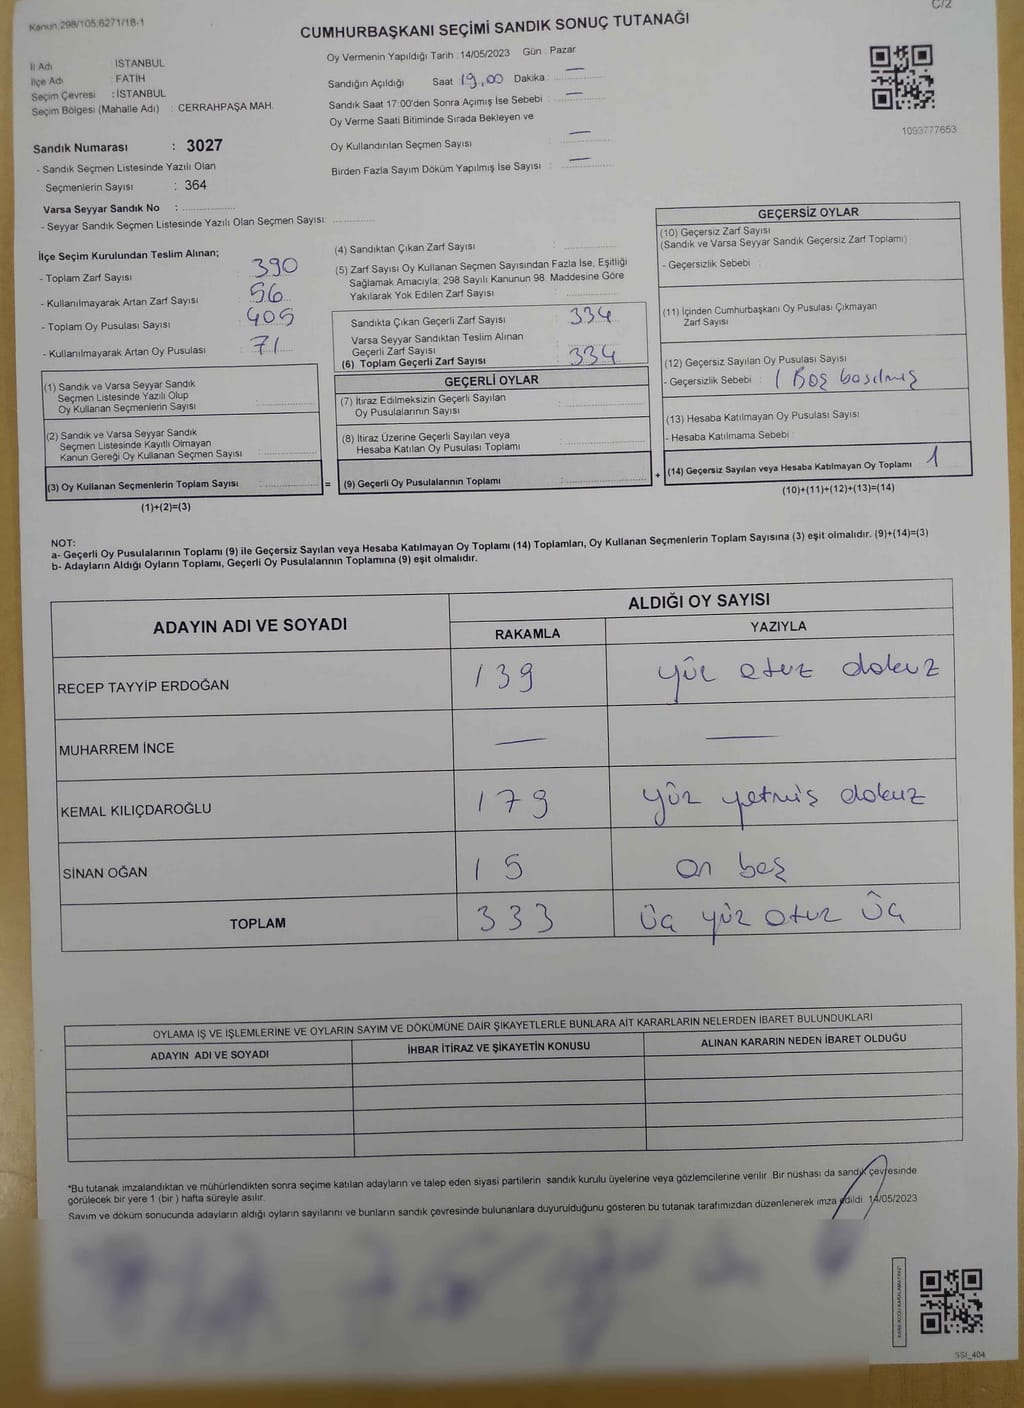 Kanun.298/105.6271/18-1
C/2
CUMHURBAŞKANI SEÇİMİ SANDIK SONUÇ TUTANAĞI
İl Adı İSTANBUL
İlçe Adı : FATİH
Seçim Çevresi : İSTANBUL
Seçim Bölgesi (Mahalle Adı) : CERRAHPAŞA MAH.
Sandık Numarası : 3027
- Sandık Seçmen Listesinde Yazılı Olan
Seçmenlerin Sayısı : 364
Varsa Seyyar Sandık No :
- Seyyar Sandık Seçmen Listesinde Yazılı Olan Seçmen Sayısı:
Oy Vermenin Yapıldığı Tarih : 14/05/2023 Gün : Pazar
Sandığın Açıldığı Saat : 19,00 Dakika : —
Sandık Saat 17:00'den Sonra Açımış İse Sebebi : —
Oy Verme Saati Bitiminde Sırada Bekleyen ve
Oy Kullandırılan Seçmen Sayısı : —
Birden Fazla Sayım Döküm Yapılmış İse Sayısı : —
1093777653
İlçe Seçim Kurulundan Teslim Alınan;
- Toplam Zarf Sayısı : 390
- Kullanılmayarak Artan Zarf Sayısı : 56
- Toplam Oy Pusulası Sayısı : 405
- Kullanılmayarak Artan Oy Pusulası : 71
(1) Sandık ve Varsa Seyyar Sandık
Seçmen Listesinde Yazılı Olup
Oy Kullanan Seçmenlerin Sayısı :
(2) Sandık ve Varsa Seyyar Sandık
Seçmen Listesinde Kayıtlı Olmayan
Kanun Gereği Oy Kullanan Seçmen Sayısı :
(3) Oy Kullanan Seçmenlerin Toplam Sayısı :
(1)+(2)=(3)
=
(4) Sandıktan Çıkan Zarf Sayısı :
(5) Zarf Sayısı Oy Kullanan Seçmen Sayısından Fazla İse, Eşitliği
Sağlamak Amacıyla; 298 Sayılı Kanunun 98. Maddesine Göre
Yakılarak Yok Edilen Zarf Sayısı :
Sandıkta Çıkan Geçerli Zarf Sayısı : 334
Varsa Seyyar Sandıktan Teslim Alınan
Geçerli Zarf Sayısı :
(6) Toplam Geçerli Zarf Sayısı : 334
GEÇERLİ OYLAR
(7) İtiraz Edilmeksizin Geçerli Sayılan
Oy Pusulalarının Sayısı :
(8) İtiraz Üzerine Geçerli Sayılan veya
Hesaba Katılan Oy Pusulası Toplamı :
(9) Geçerli Oy Pusulalarının Toplamı :
+
GEÇERSİZ OYLAR
(10) Geçersiz Zarf Sayısı
(Sandık ve Varsa Seyyar Sandık Geçersiz Zarf Toplamı)
- Geçersizlik Sebebi :
(11) İçinden Cumhurbaşkanı Oy Pusulası Çıkmayan
Zarf Sayısı
(12) Geçersiz Sayılan Oy Pusulası Sayısı
- Geçersizlik Sebebi : 1 Boş basılmış
(13) Hesaba Katılmayan Oy Pusulası Sayısı
- Hesaba Katılmama Sebebi :
(14) Geçersiz Sayılan veya Hesaba Katılmayan Oy Toplamı 1
(10)+(11)+(12)+(13)=(14)
NOT:
a- Geçerli Oy Pusulalarının Toplamı (9) ile Geçersiz Sayılan veya Hesaba Katılmayan Oy Toplamı (14) Toplamları, Oy Kullanan Seçmenlerin Toplam Sayısına (3) eşit olmalıdır. (9)+(14)=(3)
b- Adayların Aldığı Oyların Toplamı, Geçerli Oy Pusulalarının Toplamına (9) eşit olmalıdır.
ADAYIN ADI VE SOYADI
ALDIĞI OY SAYISI
RAKAMLA YAZIYLA
RECEP TAYYİP ERDOĞAN 139 yüz otuz dokuz
MUHARREM İNCE — —
KEMAL KILIÇDAROĞLU 179 yüz yetmiş dokuz
SİNAN OĞAN 15 on beş
TOPLAM 333 üç yüz otuz üç
OYLAMA İŞ VE İŞLEMLERİNE VE OYLARIN SAYIM VE DÖKÜMÜNE DAİR ŞİKAYETLERLE BUNLARA AİT KARARLARIN NELERDEN İBARET BULUNDUKLARI
ADAYIN ADI VE SOYADI İHBAR İTİRAZ VE ŞİKAYETİN KONUSU ALINAN KARARIN NEDEN İBARET OLDUĞU
*Bu tutanak imzalandıktan ve mühürlendikten sonra seçime katılan adayların ve talep eden siyasi partilerin sandık kurulu üyelerine veya gözlemcilerine verilir. Bir nüshası da sandık çevresinde
görülecek bir yere 1 (bir) hafta süreyle asılır.
Sayım ve döküm sonucunda adayların aldığı oyların sayılarını ve bunların sandık çevresinde bulunanlara duyurulduğunu gösteren bu tutanak tarafımızdan düzenlenerek imza edildi. 14/05/2023
SSI_404